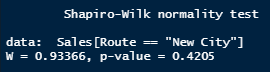 Shapiro-Wilk normality test
data:  Sales[Route == "New City"]
W = 0.93366, p-value = 0.4205